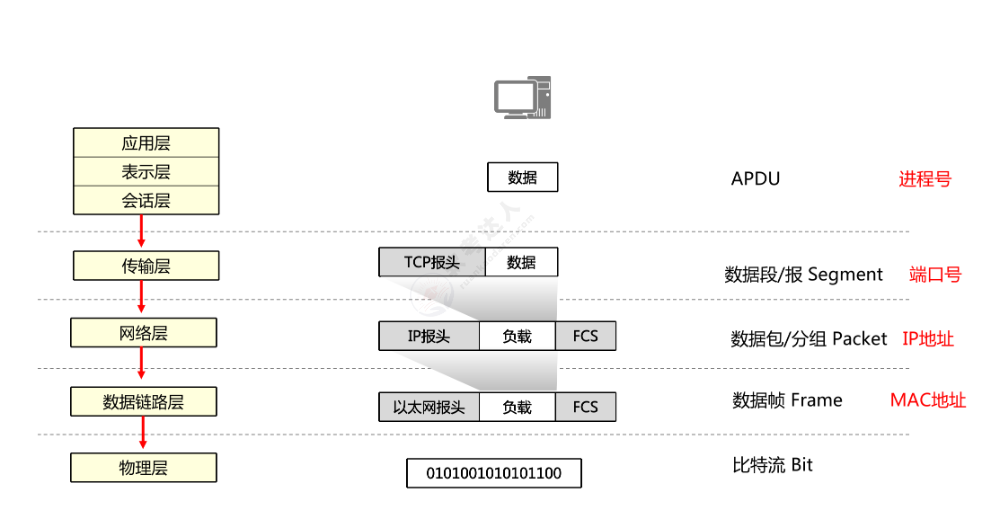 应用层
表示层
会话层
数据
APDU
进程号
传输层
TCP报头
数据
数据段/报 Segment
端口号
网络层
IP报头
负载
FCS
数据包/分组 Packet
IP地址
数据链路层
以太网报头
负载
FCS
数据帧 Frame
MAC地址
物理层
0101001010101100
比特流 Bit